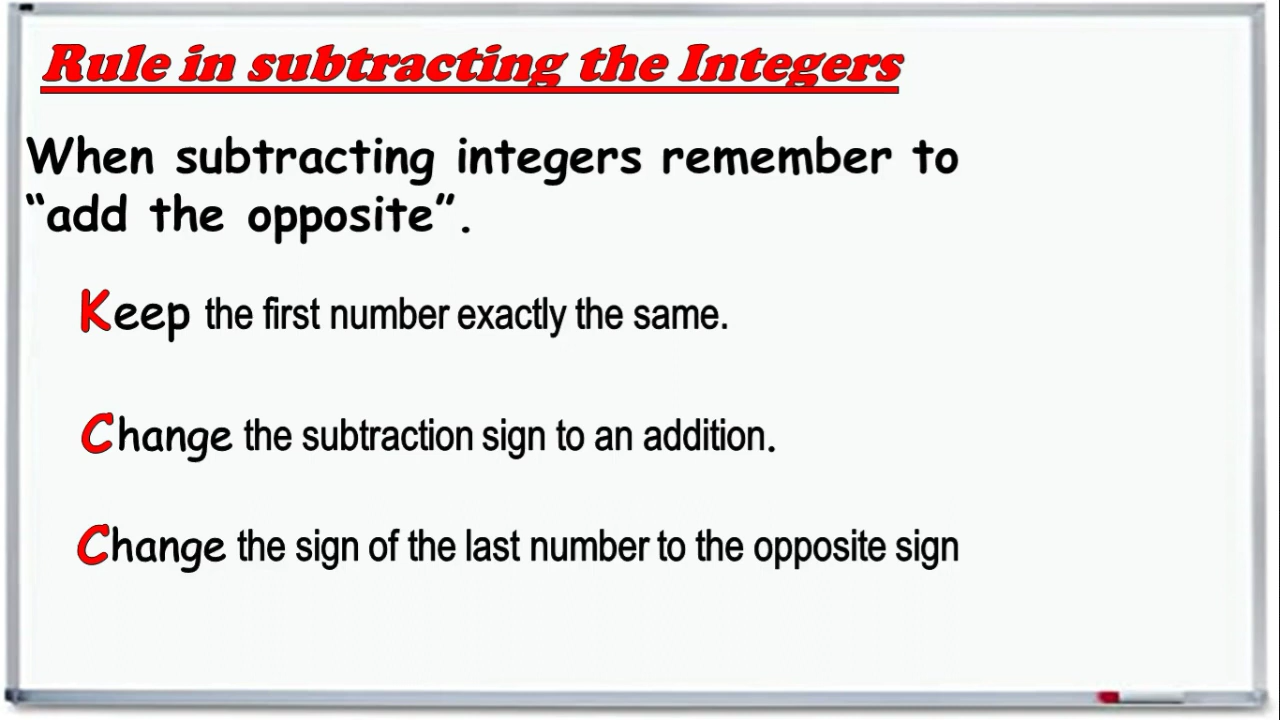 Rule in subtracting the Integers
When subtracting integers remember to
“add the opposite”.
Keep the first number exactly the same.
Change the subtraction sign to an addition.
Change the sign of the last number to the opposite sign